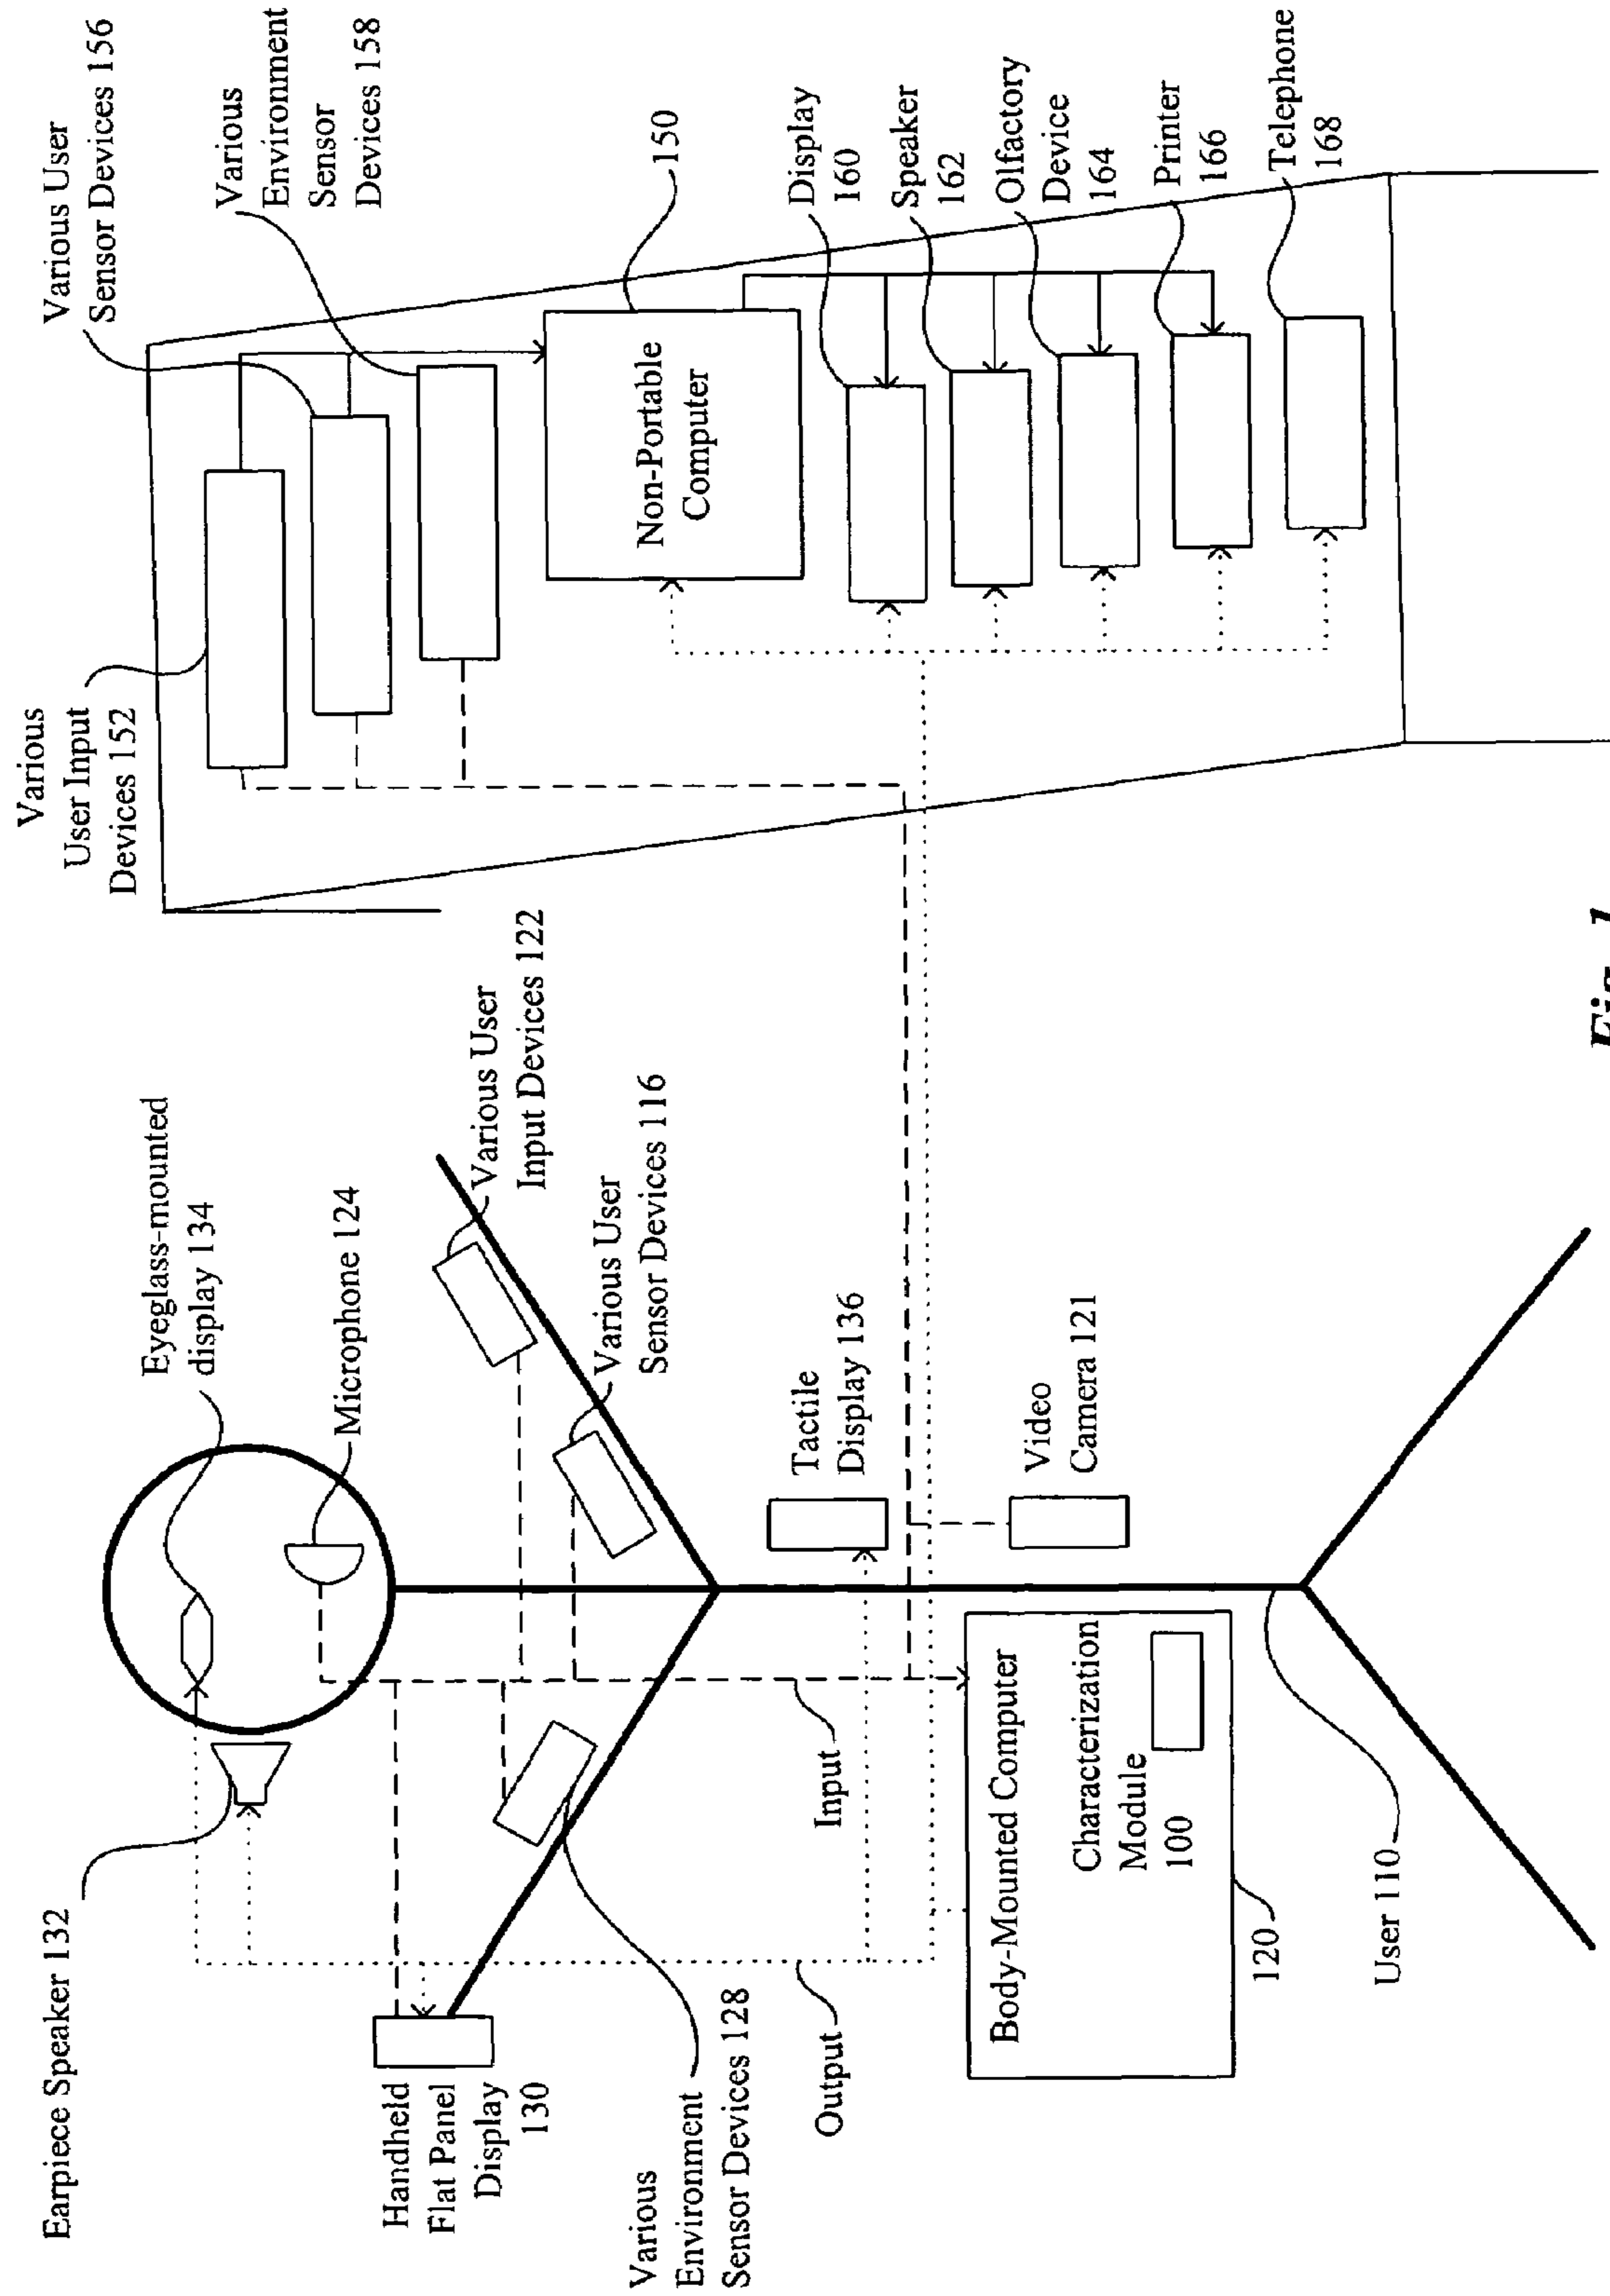 Earpiece Speaker 132
Eyeglass-mounted
display 134
Microphone 124
Various User
Input Devices 122
Various User
Sensor Devices 116
Handheld
Flat Panel
Display
130
Various
Environment
Sensor Devices 128
Input
Output
Tactile
Display 136
Video
Camera 121
Body-Mounted Computer
Characterization
Module
100
120
User 110
Various
User Input
Devices 152
Various User
Sensor Devices 156
Various
Environment
Sensor
Devices 158
Non-Portable
Computer
150
Display
160
Speaker
162
Olfactory
Device
164
Printer
166
Telephone
168
Fig. 1